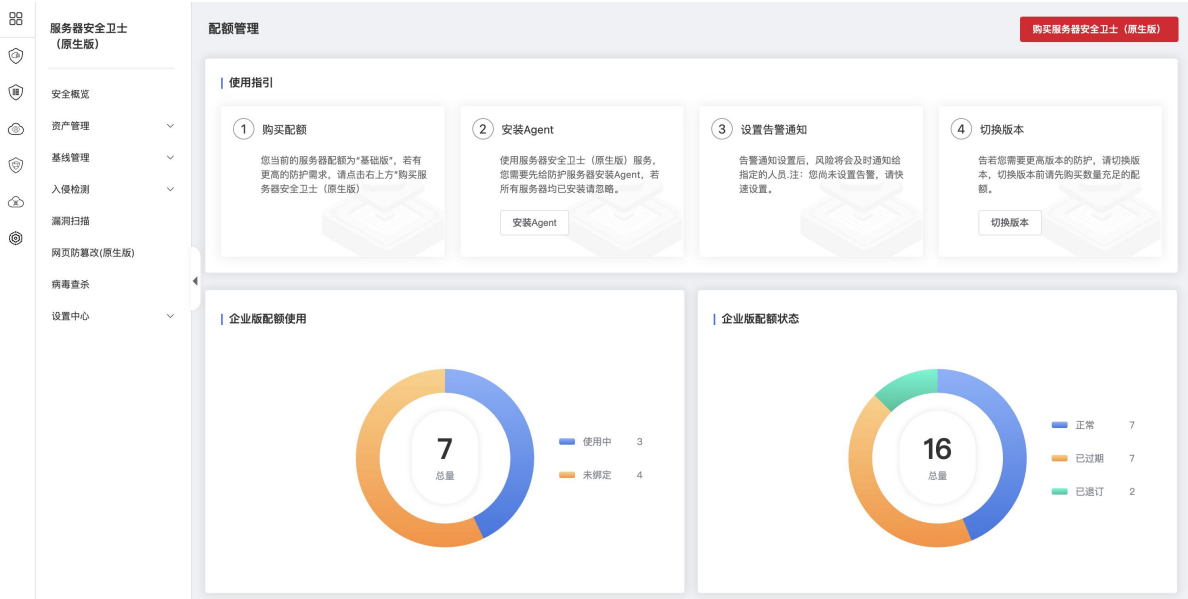 服务器安全卫士
（原生版）
安全概览
资产管理
基线管理
入侵检测
漏洞扫描
网页防篡改(原生版)
病毒查杀
设置中心
配额管理
购买服务器安全卫士（原生版）
使用指引
1 购买配额
您当前的服务器配额为“基础版”，若有
更高的防护需求，请点击右上方“购买服
务器安全卫士（原生版）
2 安装Agent
使用服务器安全卫士（原生版）服务，
您需要先给防护服务器安装Agent，若
所有服务器均已安装请忽略。
安装Agent
3 设置告警通知
告警通知设置后，风险将会及时通知给
指定的人员.注：您尚未设置告警，请快
速设置。
4 切换版本
告若您需要更高版本的防护，请切换版
本，切换版本前请先购买数量充足的配
额。
切换版本
企业版配额使用
7
总量
使用中 3
未绑定 4
企业版配额状态
16
总量
正常 7
已过期 7
已退订 2